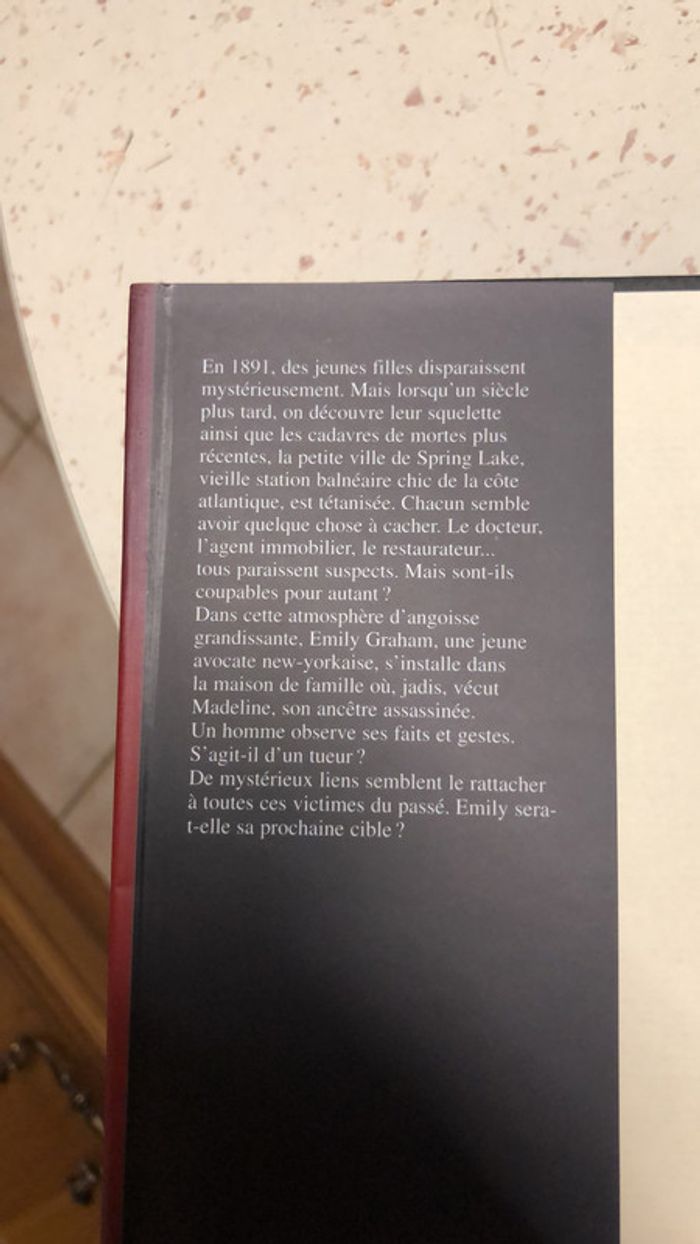 En 1891, des jeunes filles disparaissent
mystérieusement. Mais lorsqu'un siècle
plus tard, on découvre leur squelette
ainsi que les cadavres de mortes plus
récentes, la petite ville de Spring Lake,
vieille station balnéaire chic de la côte
atlantique, est tétanisée. Chacun semble
avoir quelque chose à cacher. Le docteur,
l'agent immobilier, le restaurateur...
tous paraissent suspects. Mais sont-ils
coupables pour autant ?
Dans cette atmosphère d'angoisse
grandissante, Emily Graham, une jeune
avocate new-yorkaise, s'installe dans
la maison de famille où, jadis, vécut
Madeline, son ancêtre assassinée.
Un homme observe ses faits et gestes.
S'agit-il d'un tueur ?
De mystérieux liens semblent le rattacher
à toutes ces victimes du passé. Emily sera-
t-elle sa prochaine cible ?